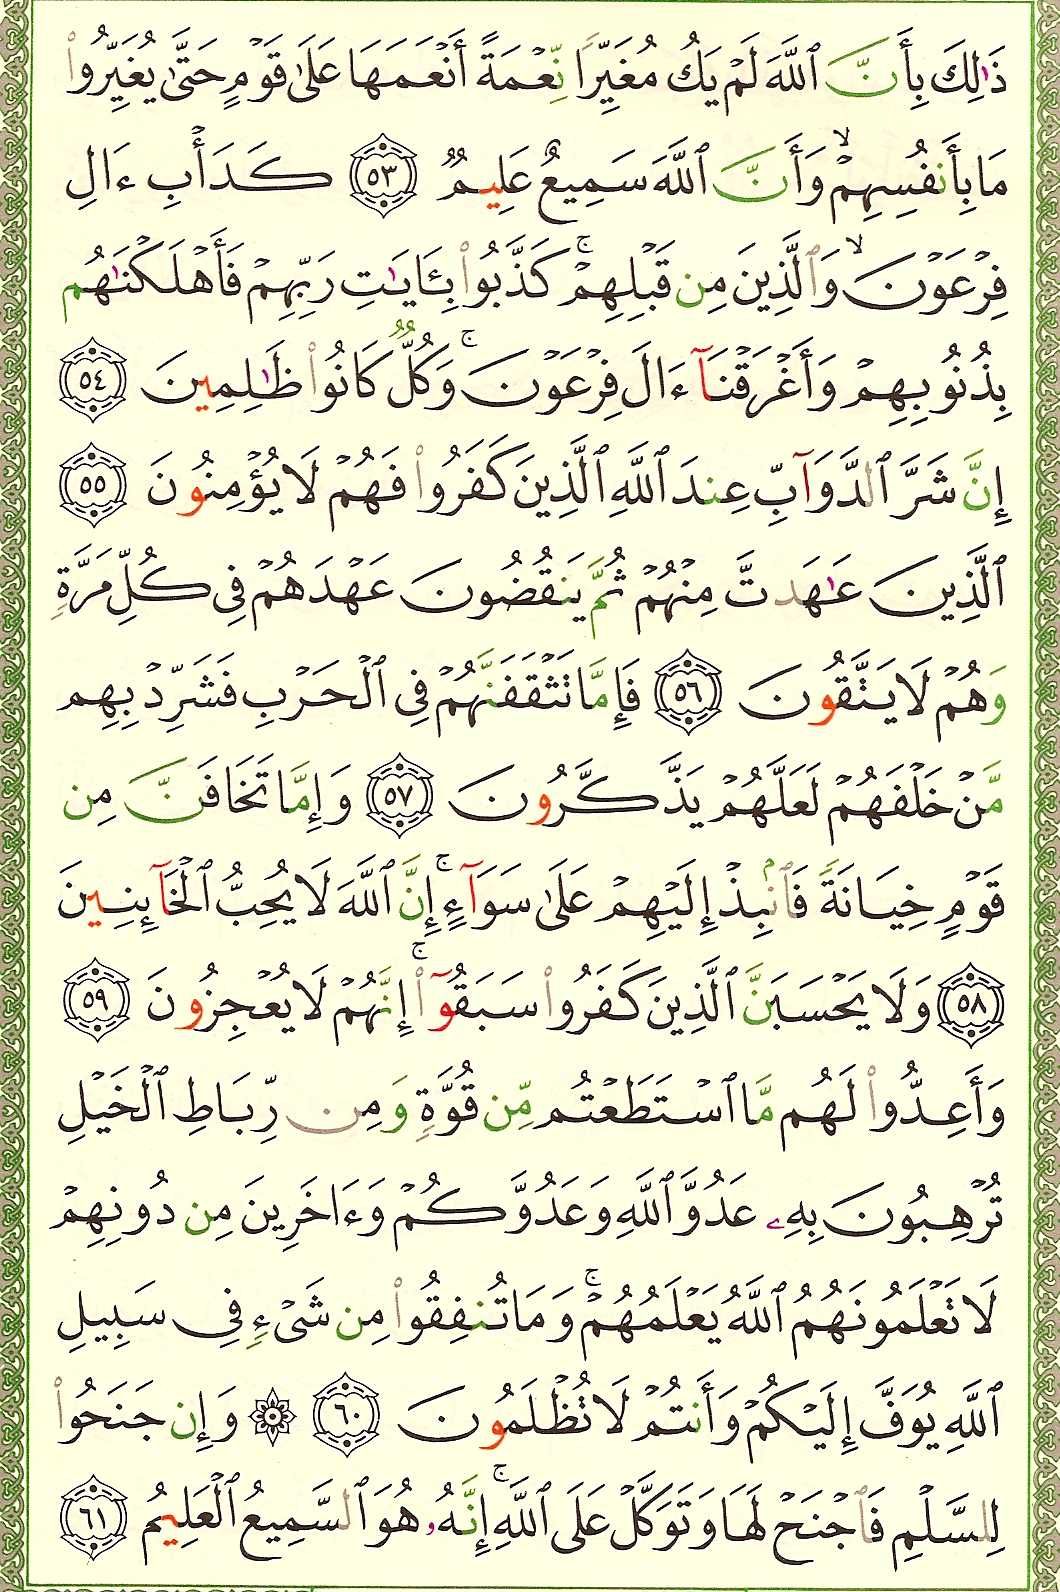 ذَٰلِكَ بِأَنَّ ٱللَّهَ لَمْ يَكُ مُغَيِّرًا نِّعْمَةً أَنْعَمَهَا عَلَىٰ قَوْمٍ حَتَّىٰ يُغَيِّرُوا۟
مَا بِأَنفُسِهِمْ ۙ وَأَنَّ ٱللَّهَ سَمِيعٌ عَلِيمٌ ٥٣ كَدَأْبِ ءَالِ
فِرْعَوْنَ ۙ وَٱلَّذِينَ مِن قَبْلِهِمْ ۚ كَذَّبُوا۟ بِـَٔايَـٰتِ رَبِّهِمْ فَأَهْلَكْنَـٰهُم
بِذُنُوبِهِمْ وَأَغْرَقْنَآ ءَالَ فِرْعَوْنَ ۚ وَكُلٌّ كَانُوا۟ ظَـٰلِمِينَ ٥٤
إِنَّ شَرَّ ٱلدَّوَآبِّ عِندَ ٱللَّهِ ٱلَّذِينَ كَفَرُوا۟ فَهُمْ لَا يُؤْمِنُونَ ٥٥
ٱلَّذِينَ عَـٰهَدتَّ مِنْهُمْ ثُمَّ يَنقُضُونَ عَهْدَهُمْ فِى كُلِّ مَرَّةٍ
وَهُمْ لَا يَتَّقُونَ ٥٦ فَإِمَّا تَثْقَفَنَّهُمْ فِى ٱلْحَرْبِ فَشَرِّدْ بِهِم
مَّنْ خَلْفَهُمْ لَعَلَّهُمْ يَذَّكَّرُونَ ٥٧ وَإِمَّا تَخَافَنَّ مِن
قَوْمٍ خِيَانَةً فَٱنۢبِذْ إِلَيْهِمْ عَلَىٰ سَوَآءٍ ۚ إِنَّ ٱللَّهَ لَا يُحِبُّ ٱلْخَآئِنِينَ
٥٨ وَلَا يَحْسَبَنَّ ٱلَّذِينَ كَفَرُوا۟ سَبَقُوٓا۟ ۚ إِنَّهُمْ لَا يُعْجِزُونَ ٥٩
وَأَعِدُّوا۟ لَهُم مَّا ٱسْتَطَعْتُم مِّن قُوَّةٍ وَمِن رِّبَاطِ ٱلْخَيْلِ
تُرْهِبُونَ بِهِۦ عَدُوَّ ٱللَّهِ وَعَدُوَّكُمْ وَءَاخَرِينَ مِن دُونِهِمْ
لَا تَعْلَمُونَهُمُ ٱللَّهُ يَعْلَمُهُمْ ۚ وَمَا تُنفِقُوا۟ مِن شَىْءٍ فِى سَبِيلِ
ٱللَّهِ يُوَفَّ إِلَيْكُمْ وَأَنتُمْ لَا تُظْلَمُونَ ٦٠ ۞ وَإِن جَنَحُوا۟
لِلسَّلْمِ فَٱجْنَحْ لَهَا وَتَوَكَّلْ عَلَى ٱللَّهِ ۚ إِنَّهُۥ هُوَ ٱلسَّمِيعُ ٱلْعَلِيمُ ٦١